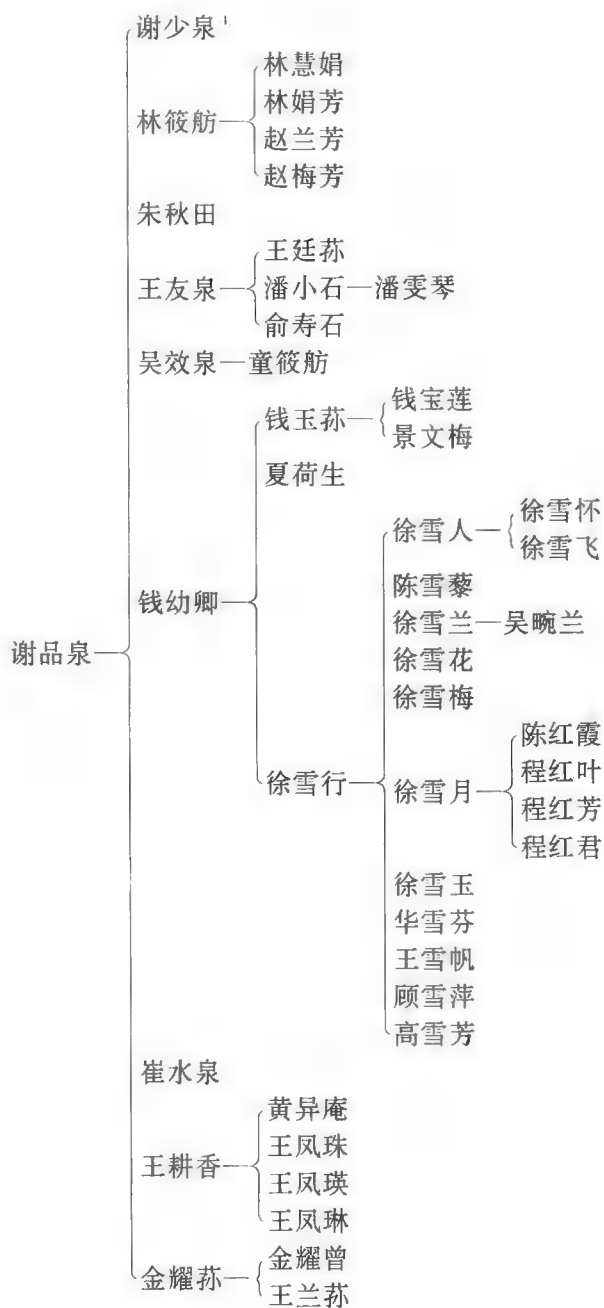 谢少泉
林慧娟
林娟芳
林筱舫
赵兰芳
赵梅芳
朱秋田
王廷荪
王友泉 潘小石 潘雯琴
俞寿石
吴效泉 童筱舫
钱宝莲
钱玉荪
景文梅
夏荷生
徐雪怀
徐雪人
徐雪飞
陈雪藜
钱幼卿
徐雪兰 吴畹兰
谢品泉
徐雪花
徐雪梅
陈红霞
程红叶
徐雪行 徐雪月
程红芳
程红君
徐雪玉
华雪芬
王雪帆
顾雪萍
高雪芳
崔水泉
黄异庵
王凤珠
王耕香
王凤瑛
王凤琳
金耀曾
金耀荪
王兰荪